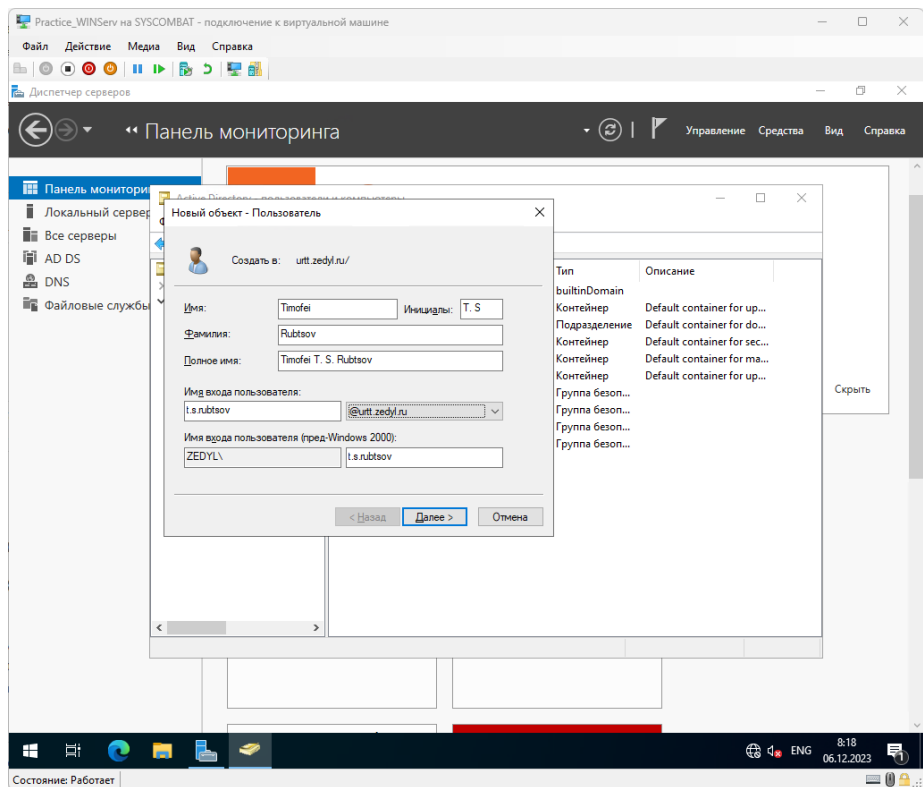 Practice_WINServ на SYSCOMBAT - подключение к виртуальной машине
Файл Действие Медиа Вид Справка
Диспетчер серверов
Панель мониторинга
Управление Средства Вид Справка
Панель монитори
Локальный сервер
Все серверы
AD DS
DNS
Файловые службы
Active Directory - пользователи и компьютеры
Новый объект - Пользователь
Создать в: urtt.zedyl.ru/
Имя: Timofei Инициалы: T. S
Фамилия: Rubtsov
Полное имя: Timofei T. S. Rubtsov
Имя входа пользователя:
t.s.rubtsov @urtt.zedyl.ru
Имя входа пользователя (пред-Windows 2000):
ZEDYL\ t.s.rubtsov
< Назад Далее > Отмена
Тип Описание
builtinDomain
Контейнер Default container for up...
Подразделение Default container for do...
Контейнер Default container for sec...
Контейнер Default container for ma...
Контейнер Default container for up...
Группа безоп...
Группа безоп...
Группа безоп...
Группа безоп...
Скрыть
ENG 8:18
06.12.2023
1
Состояние: Работает